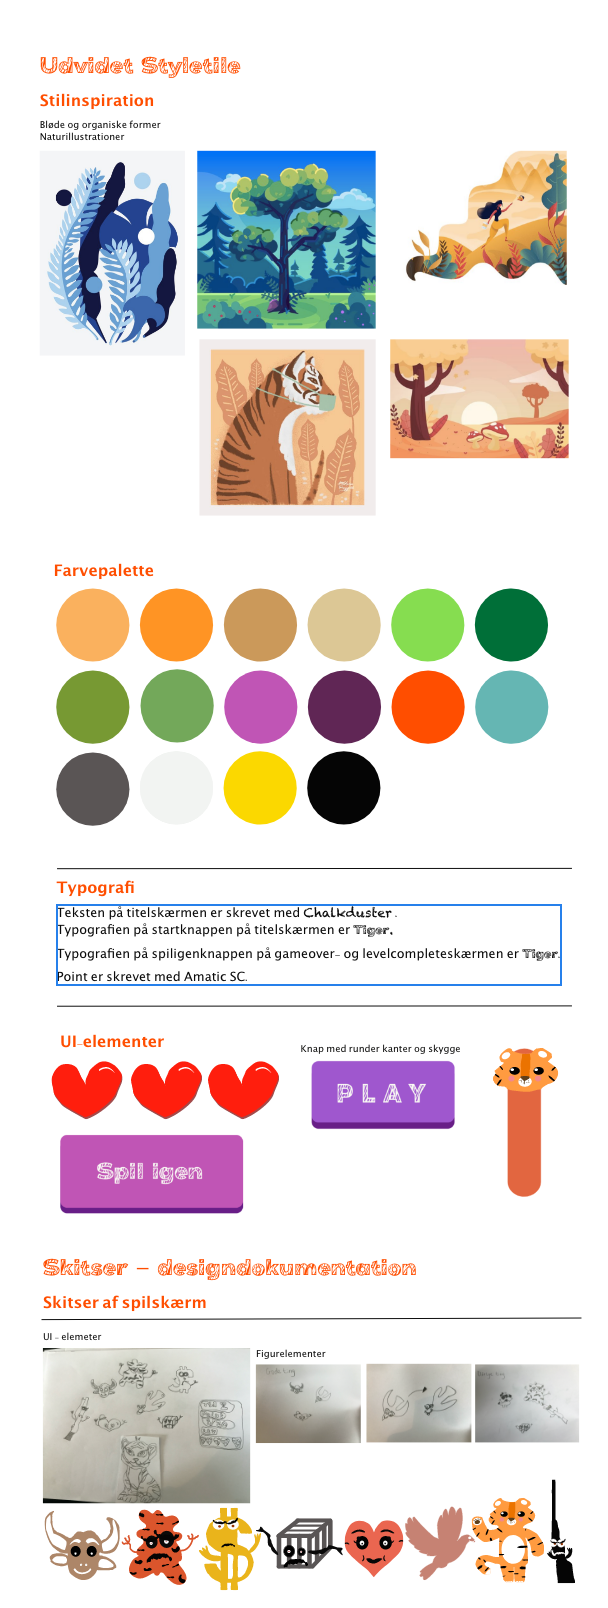 Udvidet Styletile
Stilinspiration
Bløde og organiske former
Naturillustrationer
Farvepalette
Typografi
Teksten på titelskærmen er skrevet med Chalkduster .
Typografien på startknappen på titelskærmen er Tiger.
Typografien på spiligenknappen på gameover- og levelcompleteskærmen er Tiger.
Point er skrevet med Amatic SC.
UI-elementer
Knap med runder kanter og skygge
PLAY
Spil igen
Skitser – designdokumentation
Skitser af spilskærm
UI - elemeter
Figurelementer